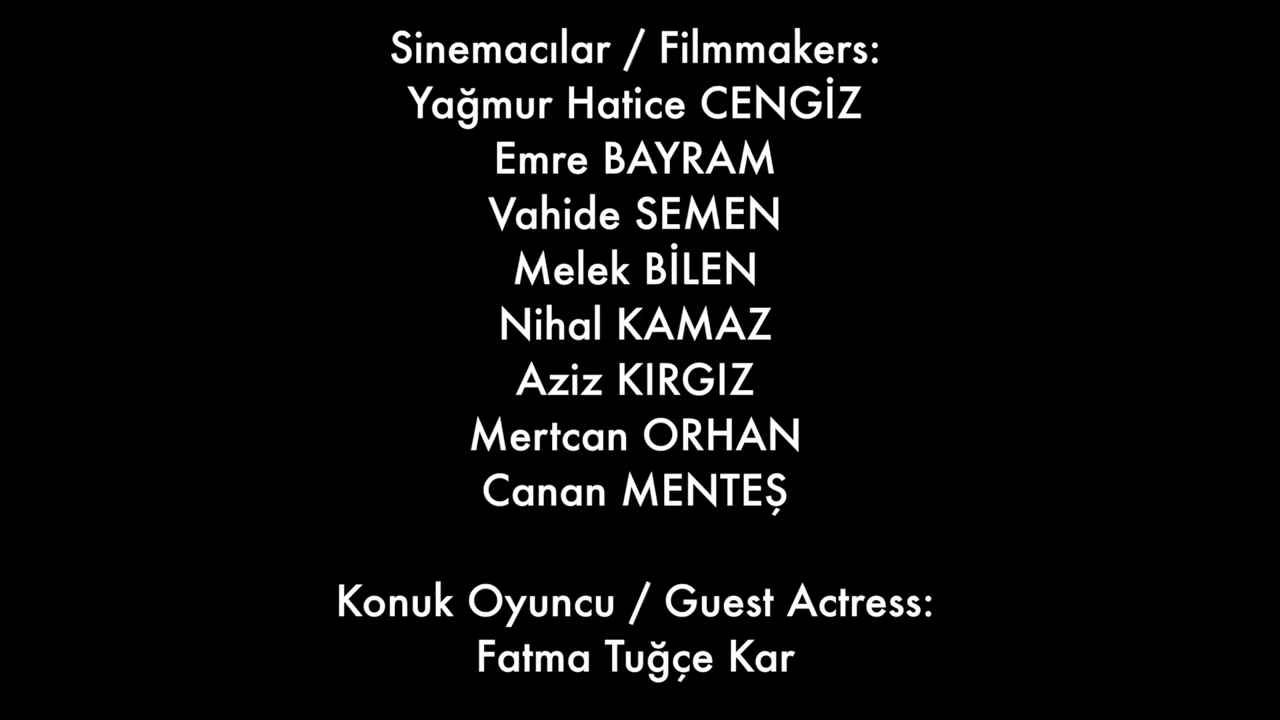 Sinemacılar / Filmmakers:
Yağmur Hatice CENGİZ
Emre BAYRAM
Vahide SEMEN
Melek BİLEN
Nihal KAMAZ
Aziz KIRGIZ
Mertcan ORHAN
Canan MENTEŞ
Konuk Oyuncu / Guest Actress:
Fatma Tuğçe Kar